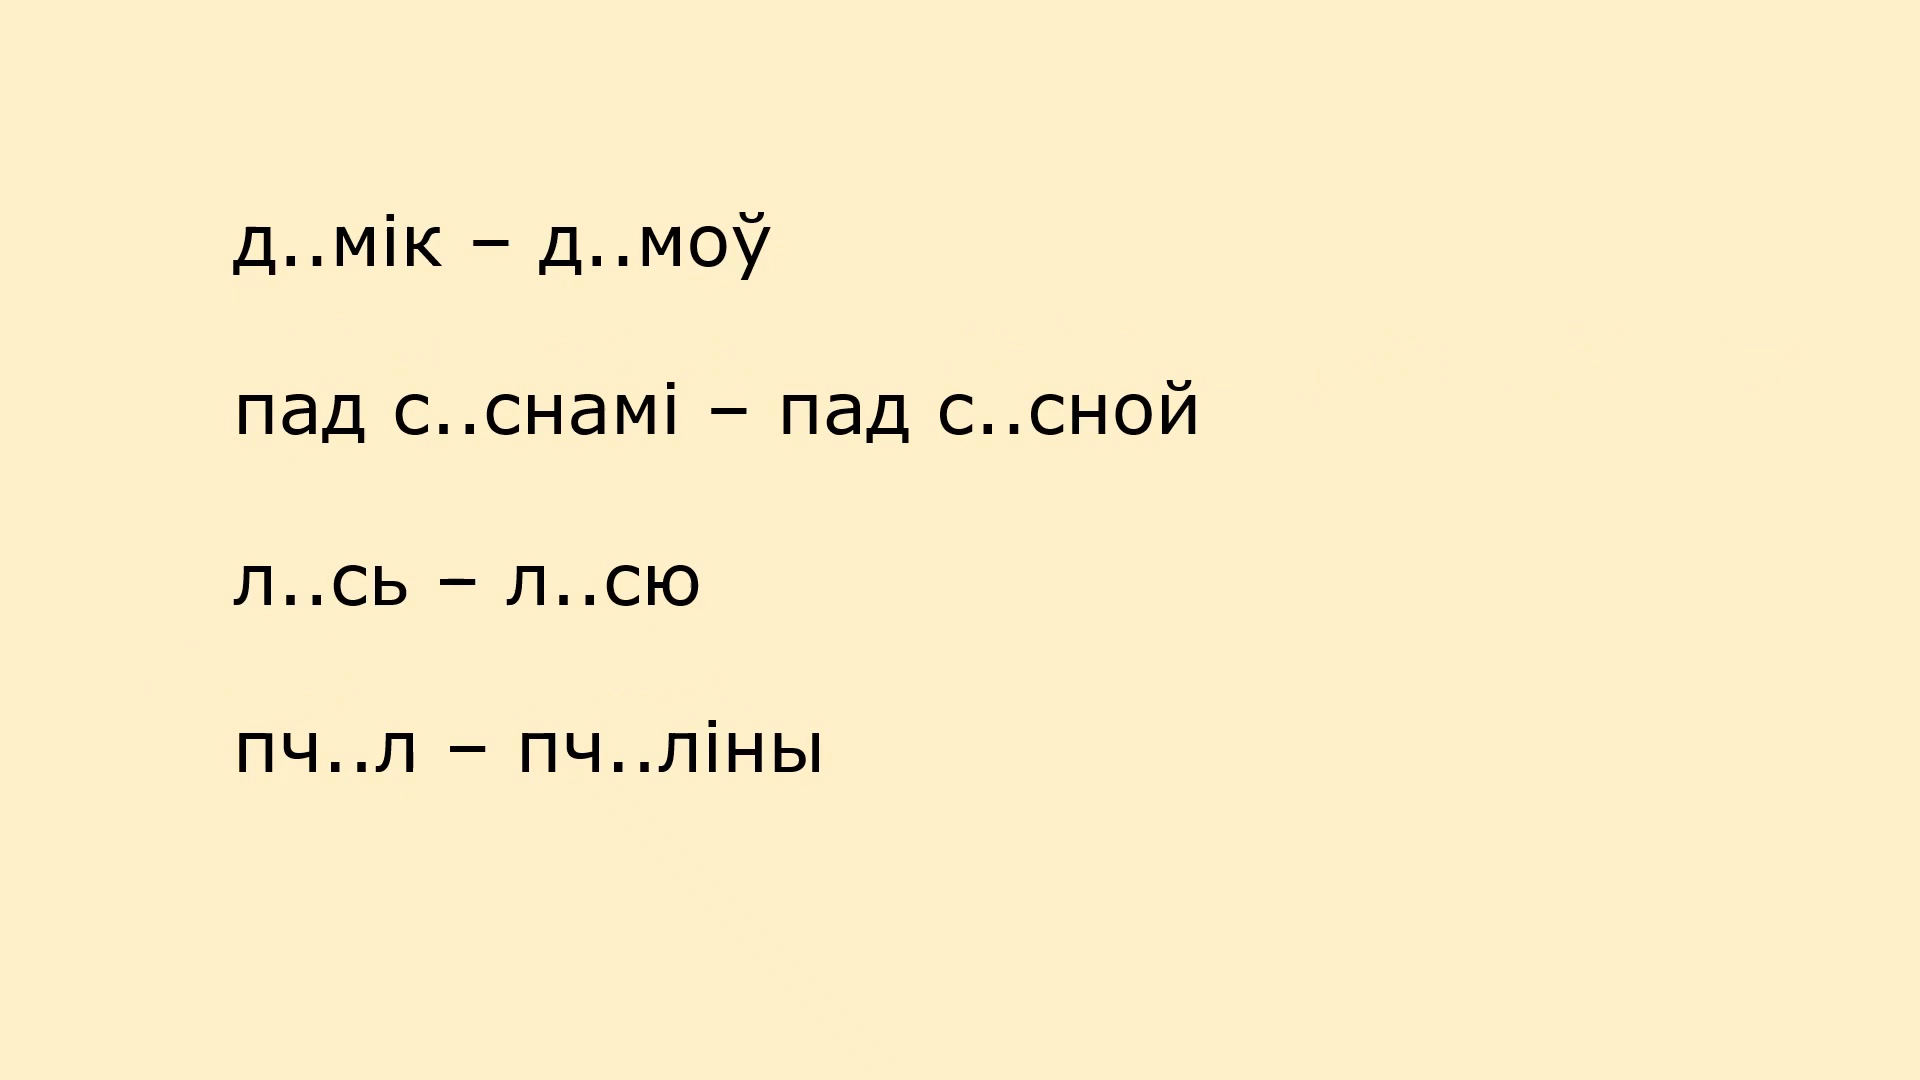 д..мік – д..моў
пад с..снамі – пад с..сной
л..сь – л..сю
пч..л – пч..ліны